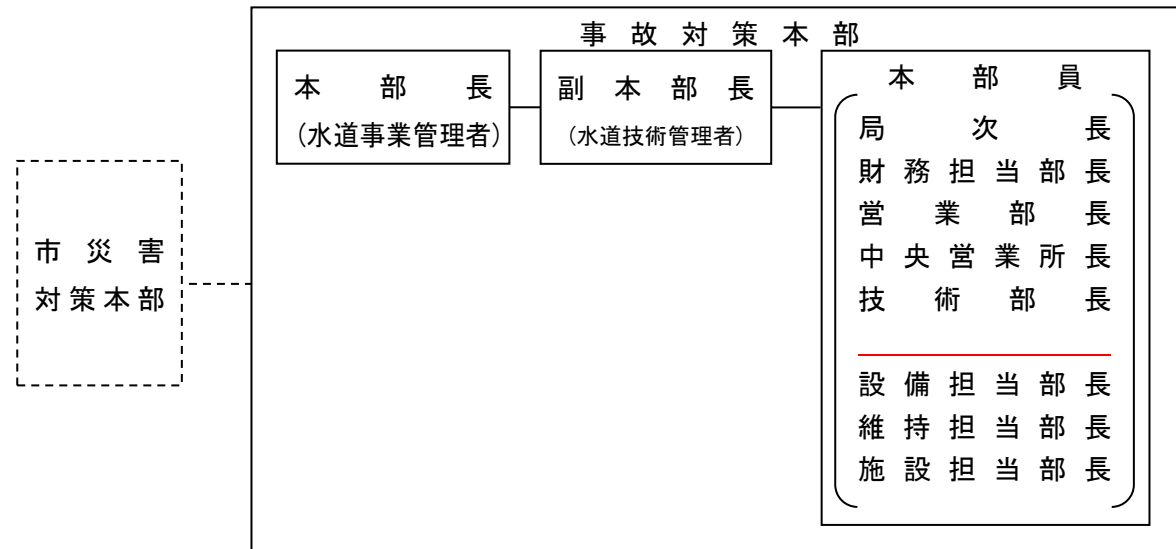 事故対策本部
本部長
（水道事業管理者）
副本部長
（水道技術管理者）
本部員
局次長
財務担当部長
営業部長
中央営業所長
技術部長
設備担当部長
維持担当部長
施設担当部長
市災害
対策本部